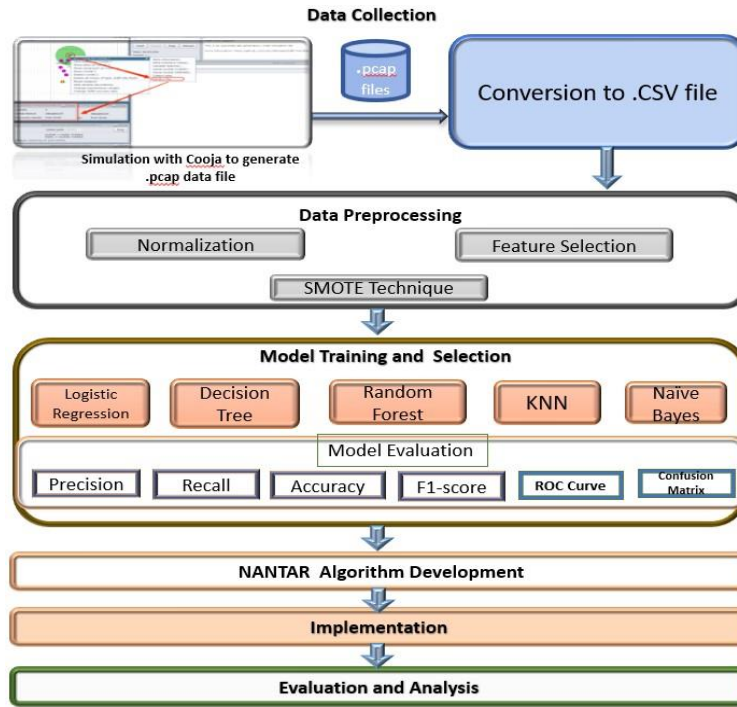 Data Collection
.pcap
files
Conversion to .CSV file
Simulation with Cooja to generate
.pcap data file
Data Preprocessing
Normalization
Feature Selection
SMOTE Technique
Model Training and Selection
Logistic
Regression
Decision
Tree
Random
Forest
KNN
Naïve
Bayes
Model Evaluation
Precision
Recall
Accuracy
F1-score
ROC Curve
Confusion
Matrix
NANTAR Algorithm Development
Implementation
Evaluation and Analysis